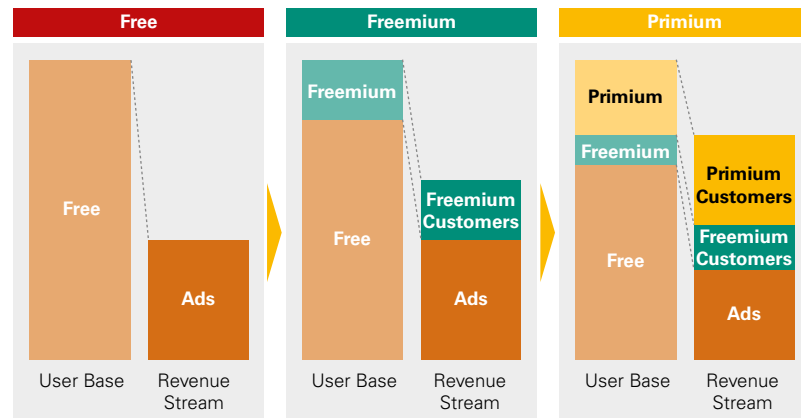 Free
Free
Ads
User Base
Revenue
Stream
Freemium
Freemium
Free
Freemium
Customers
Ads
User Base
Revenue
Stream
Primium
Primium
Freemium
Free
Primium
Customers
Freemium
Customers
Ads
User Base
Revenue
Stream